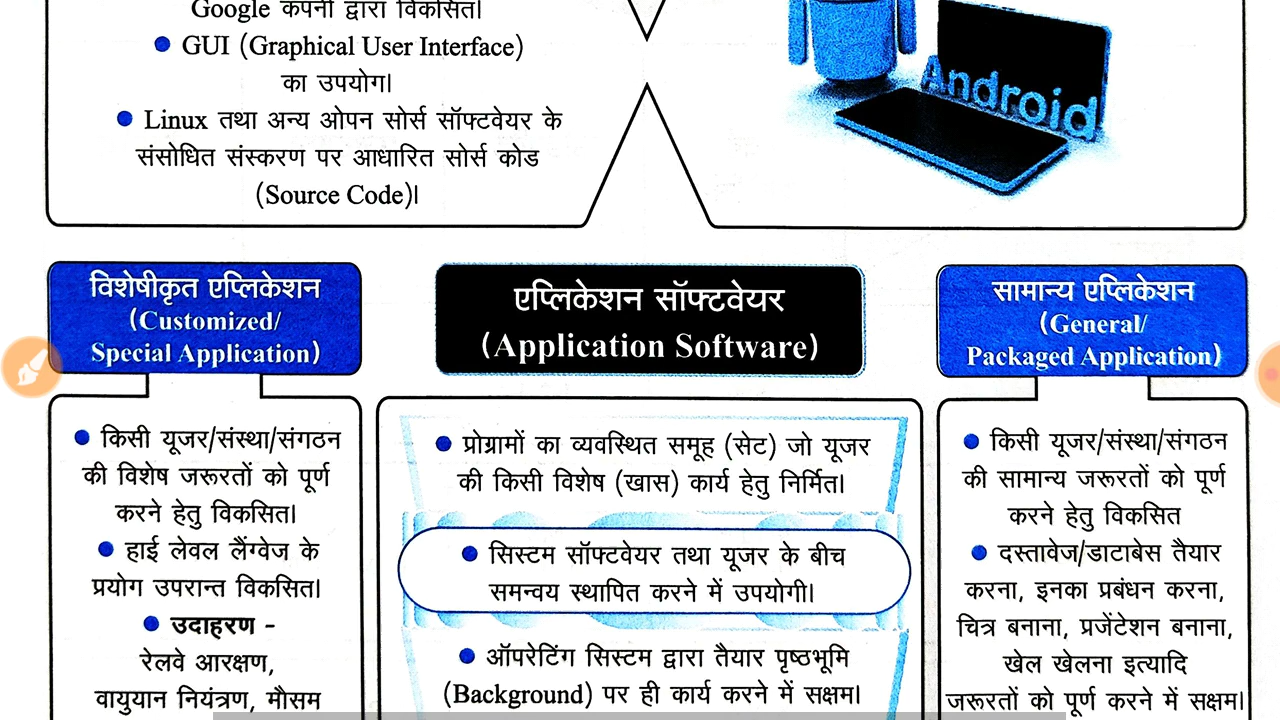 Google कंपनी द्वारा विकसित।
● GUI (Graphical User Interface)
का उपयोग।
● Linux तथा अन्य ओपन सोर्स सॉफ्टवेयर के
संसोधित संस्करण पर आधारित सोर्स कोड
(Source Code)।
Android
विशेषीकृत एप्लिकेशन
(Customized/
Special Application)
● किसी यूजर/संस्था/संगठन
की विशेष जरूरतों को पूर्ण
करने हेतु विकसित।
● हाई लेवल लैंग्वेज के
प्रयोग उपरान्त विकसित।
● उदाहरण -
रेलवे आरक्षण,
वायुयान नियंत्रण, मौसम
एप्लिकेशन सॉफ्टवेयर
(Application Software)
● प्रोग्रामों का व्यवस्थित समूह (सेट) जो यूजर
की किसी विशेष (खास) कार्य हेतु निर्मित।
● सिस्टम सॉफ्टवेयर तथा यूजर के बीच
समन्वय स्थापित करने में उपयोगी।
● ऑपरेटिंग सिस्टम द्वारा तैयार पृष्ठभूमि
(Background) पर ही कार्य करने में सक्षम।
सामान्य एप्लिकेशन
(General/
Packaged Application)
● किसी यूजर/संस्था/संगठन
की सामान्य जरूरतों को पूर्ण
करने हेतु विकसित
● दस्तावेज/डाटाबेस तैयार
करना, इनका प्रबंधन करना,
चित्र बनाना, प्रजेंटेशन बनाना,
खेल खेलना इत्यादि
जरूरतों को पूर्ण करने में सक्षम।